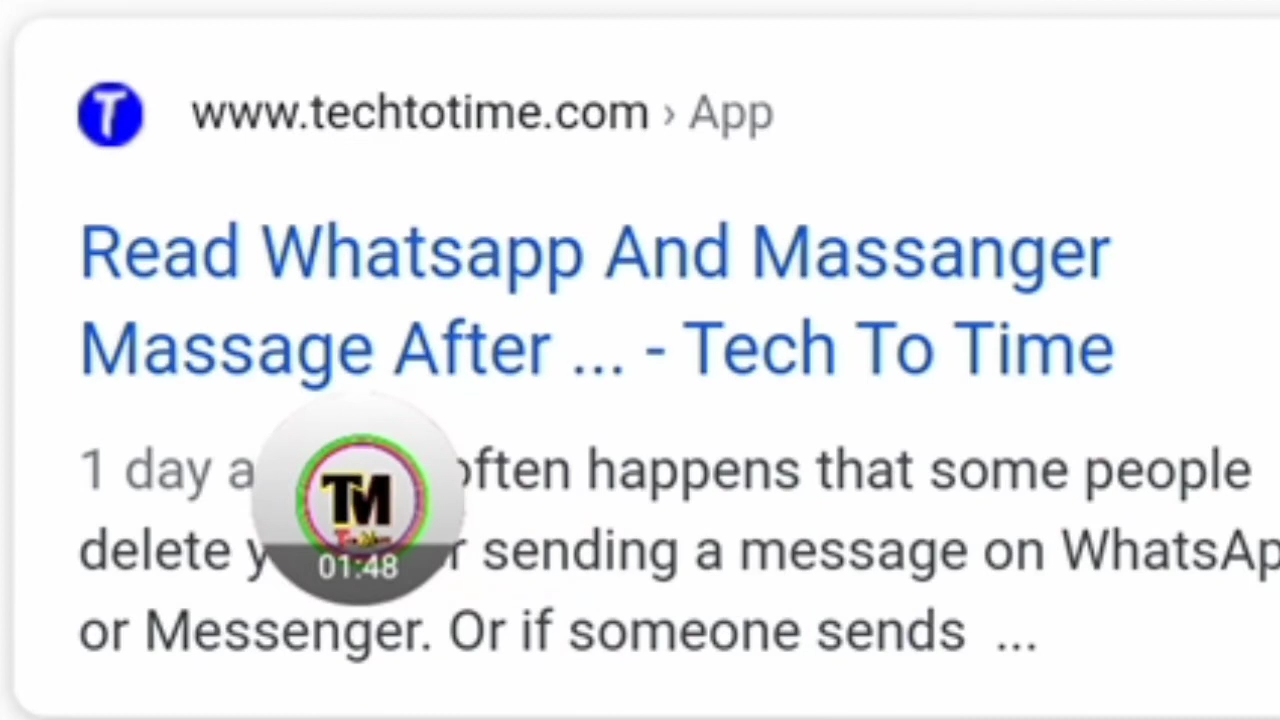 T
www.techtotime.com › App
Read Whatsapp And Massanger
Massage After ... - Tech To Time
1 day a often happens that some people
delete y r sending a message on WhatsAp
TM
01:48
or Messenger. Or if someone sends ...